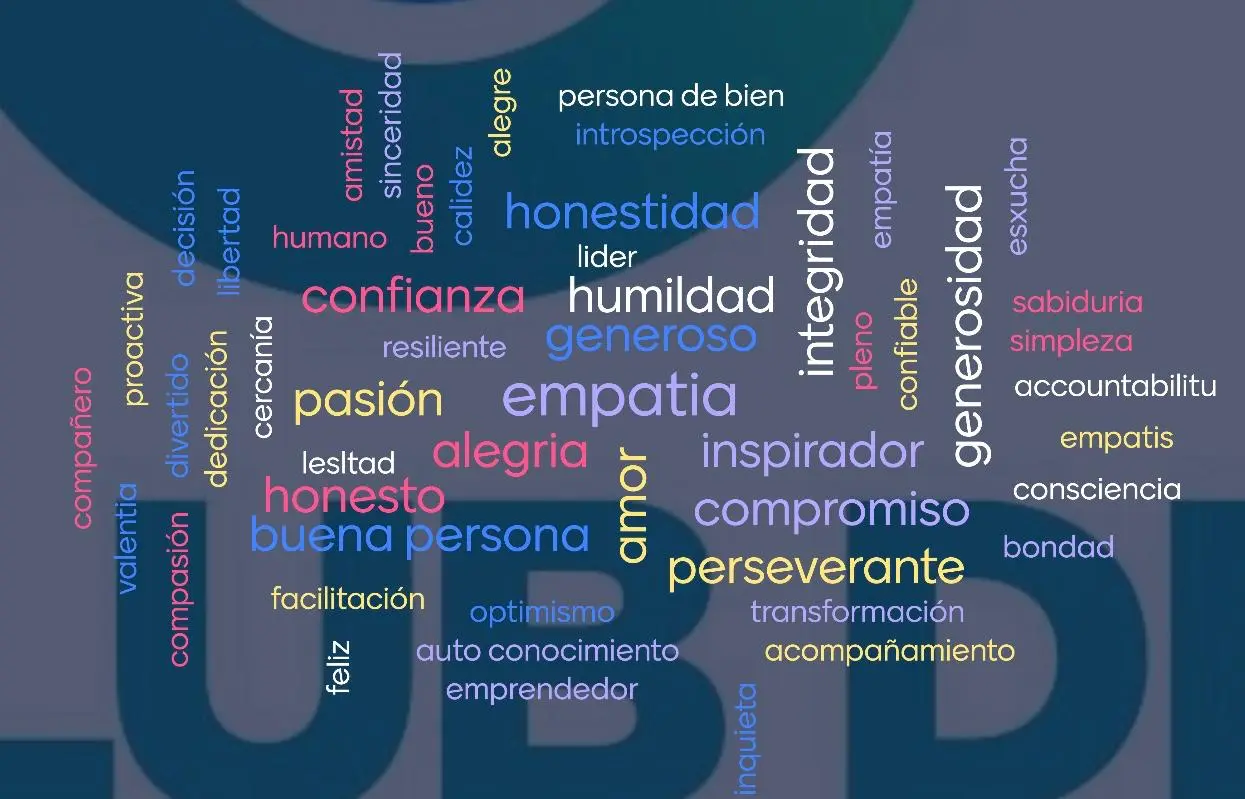 sinceridad
alegre
persona de bien
amistad
introspección
empatía
esxucha
calidez
integridad
bueno
decisión
libertad
honestidad
generosidad
humano
lider
proactiva
confianza
humildad
confiable
sabiduria
cercanía
pleno
dedicación
resiliente
generoso
simpleza
divertido
compañero
pasión
empatia
accountabilitu
empatis
alegria
amor
inspirador
lesltad
valentia
honesto
consciencia
compasión
compromiso
buena persona
bondad
perseverante
facilitación
optimismo
transformación
feliz
auto conocimiento
acompañamiento
emprendedor
inquieta
UB DI